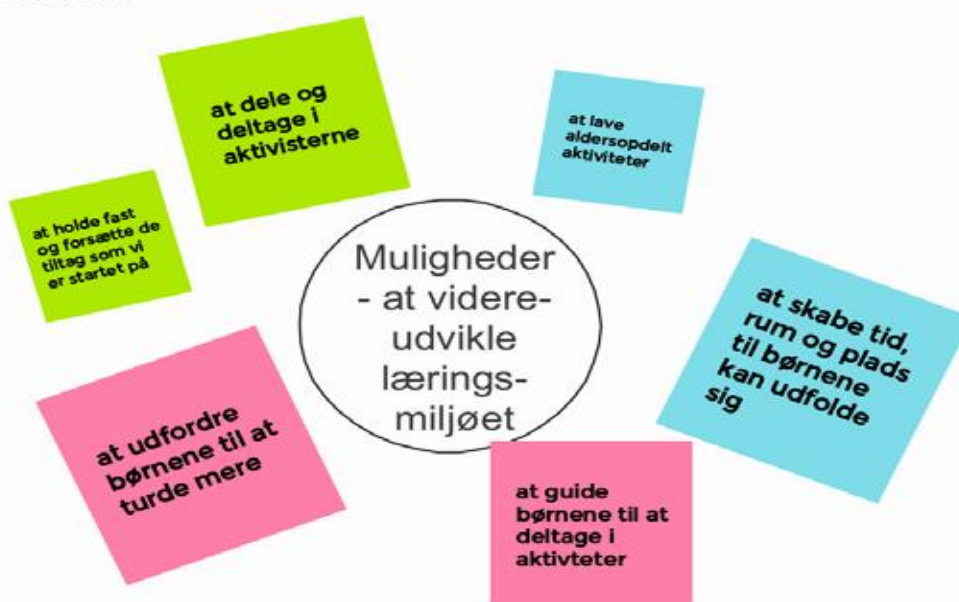 at dele og
deltage i
aktivisterne
at lave
aldersopdelt
aktiviteter
at holde fast
og forsætte de
tiltag som vi
er startet på
Muligheder
- at videre-
udvikle
lærings-
miljøet
at skabe tid,
rum og plads
til børnene
kan udfolde
sig
at udfordre
børnene til at
turde mere
at guide
børnene til at
deltage i
aktivteter